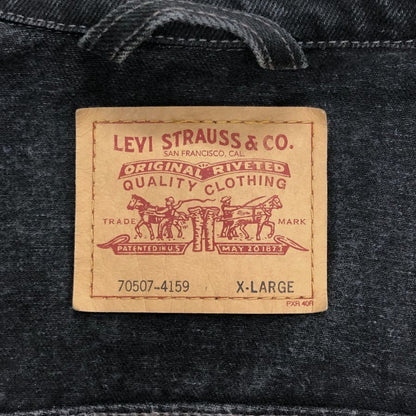 LEVI STRAUSS & CO.
SAN FRANCISCO, CAL.
ORIGINAL RIVETED
QUALITY CLOTHING
TRADE MARK
PATENTED IN U.S. MAY 20 1873
70507-4159 X-LARGE
PXR 40R